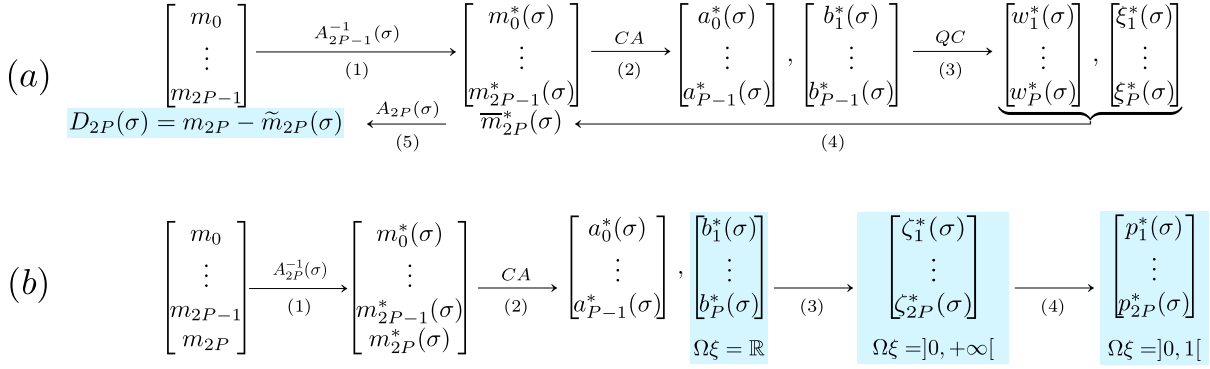 (a) [m_0 ⋮ m_{2P-1}] A^{-1}_{2P-1}(σ) → (1) [m^*_0(σ) ⋮ m^*_{2P-1}(σ)] CA → (2) [a^*_0(σ) ⋮ a^*_{P-1}(σ)] , [b^*_1(σ) ⋮ b^*_{P-1}(σ)] QC → (3) [w^*_1(σ) ⋮ w^*_P(σ)] , [ξ^*_1(σ) ⋮ ξ^*_P(σ)]
D_{2P}(σ) = m_{2P} − \widetilde{m}_{2P}(σ) A_{2P}(σ) ← (5) \overline{m}^*_{2P}(σ) ← (4)
(b) [m_0 ⋮ m_{2P-1} m_{2P}] A^{-1}_{2P}(σ) → (1) [m^*_0(σ) ⋮ m^*_{2P-1}(σ) m^*_{2P}(σ)] CA → (2) [a^*_0(σ) ⋮ a^*_{P-1}(σ)] , [b^*_1(σ) ⋮ b^*_P(σ)] → (3) [ζ^*_1(σ) ⋮ ζ^*_{2P}(σ)] → (4) [p^*_1(σ) ⋮ p^*_{2P}(σ)]
Ωξ = ℝ Ωξ =]0, +∞[ Ωξ =]0, 1[